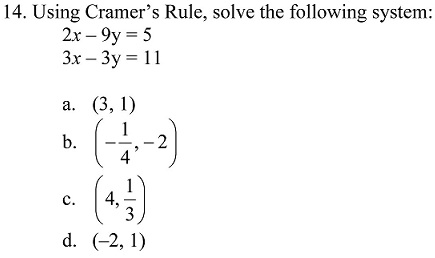 14. Using Cramer’s Rule, solve the following system:
2x – 9y = 5
3x – 3y = 11
a. (3, 1)
b. (–1/4, –2)
c. (4, 1/3)
d. (–2, 1)